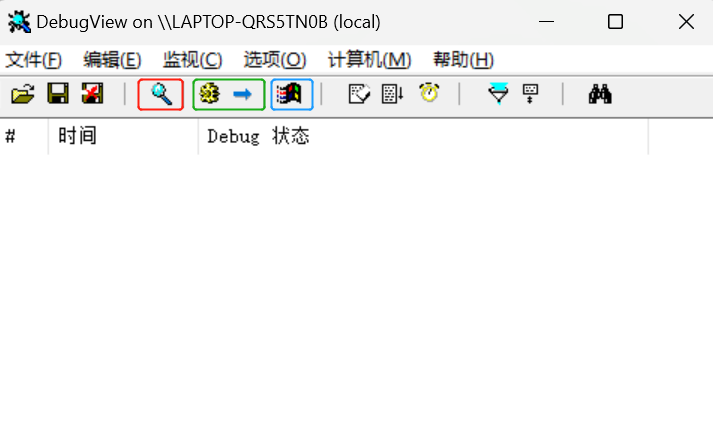 DebugView on \\LAPTOP-QRS5TN0B (local)
文件(F) 编辑(E) 监视(C) 选项(O) 计算机(M) 帮助(H)
# 时间 Debug 状态